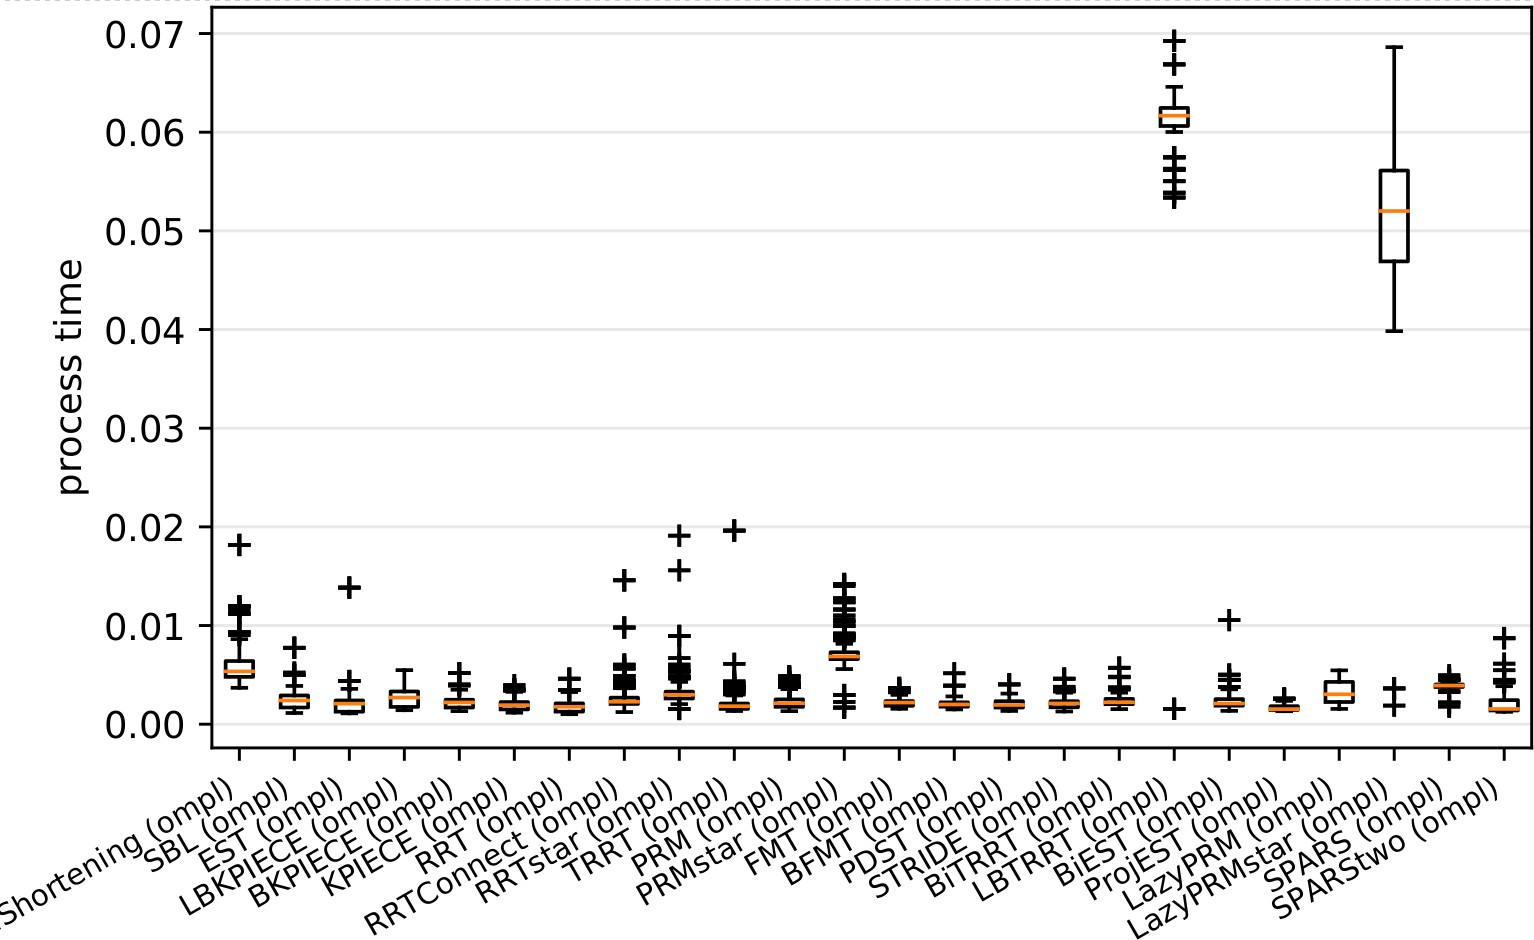 process time
0.07
0.06
0.05
0.04
0.03
0.02
0.01
0.00
Shortening (ompl)
SBL (ompl)
EST (ompl)
LBKPIECE (ompl)
BKPIECE (ompl)
KPIECE (ompl)
RRT (ompl)
RRTConnect (ompl)
RRTstar (ompl)
TRRT (ompl)
PRM (ompl)
PRMstar (ompl)
FMT (ompl)
BFMT (ompl)
PDST (ompl)
STRIDE (ompl)
BiTRRT (ompl)
LBTRRT (ompl)
BiEST (ompl)
ProjEST (ompl)
LazyPRM (ompl)
LazyPRMstar (ompl)
SPARS (ompl)
SPARStwo (ompl)